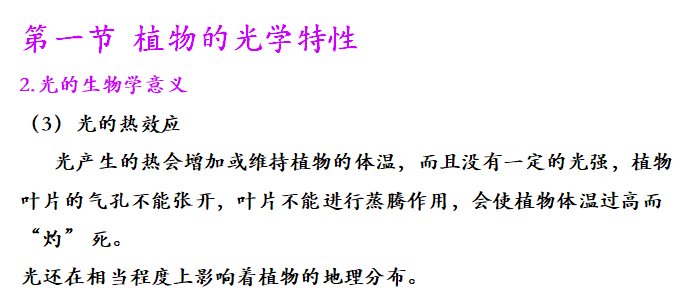 第一节 植物的光学特性
2.光的生物学意义
（3）光的热效应
光产生的热会增加或维持植物的体温，而且没有一定的光强，植物
叶片的气孔不能张开，叶片不能进行蒸腾作用，会使植物体温过高而
“灼” 死。
光还在相当程度上影响着植物的地理分布。